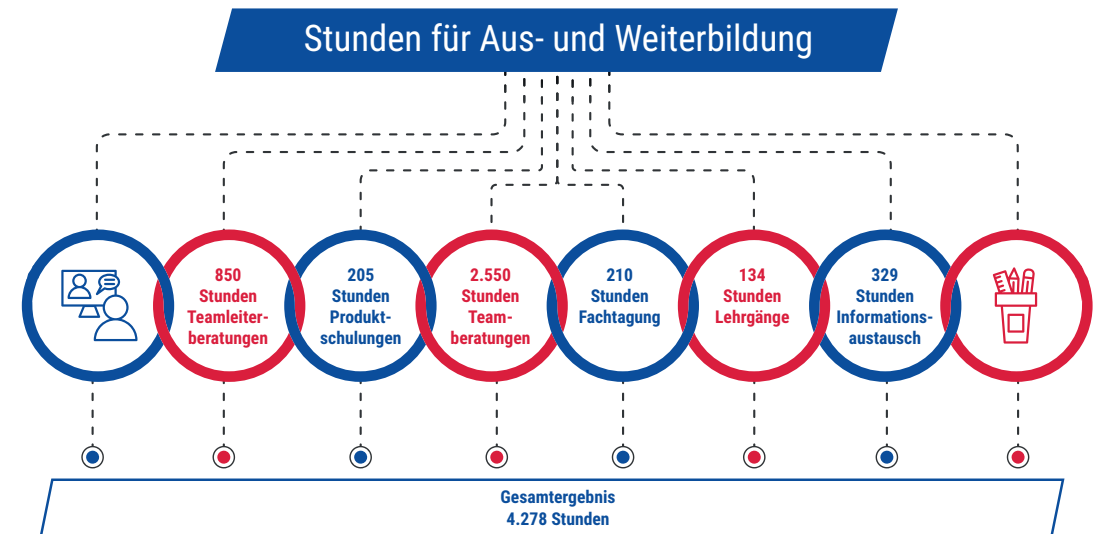 Stunden für Aus- und Weiterbildung
850
Stunden
Teamleiter-
beratungen
205
Stunden
Produkt-
schulungen
2.550
Stunden
Team-
beratungen
210
Stunden
Fachtagung
134
Stunden
Lehrgänge
329
Stunden
Informations-
austausch
Gesamtergebnis
4.278 Stunden